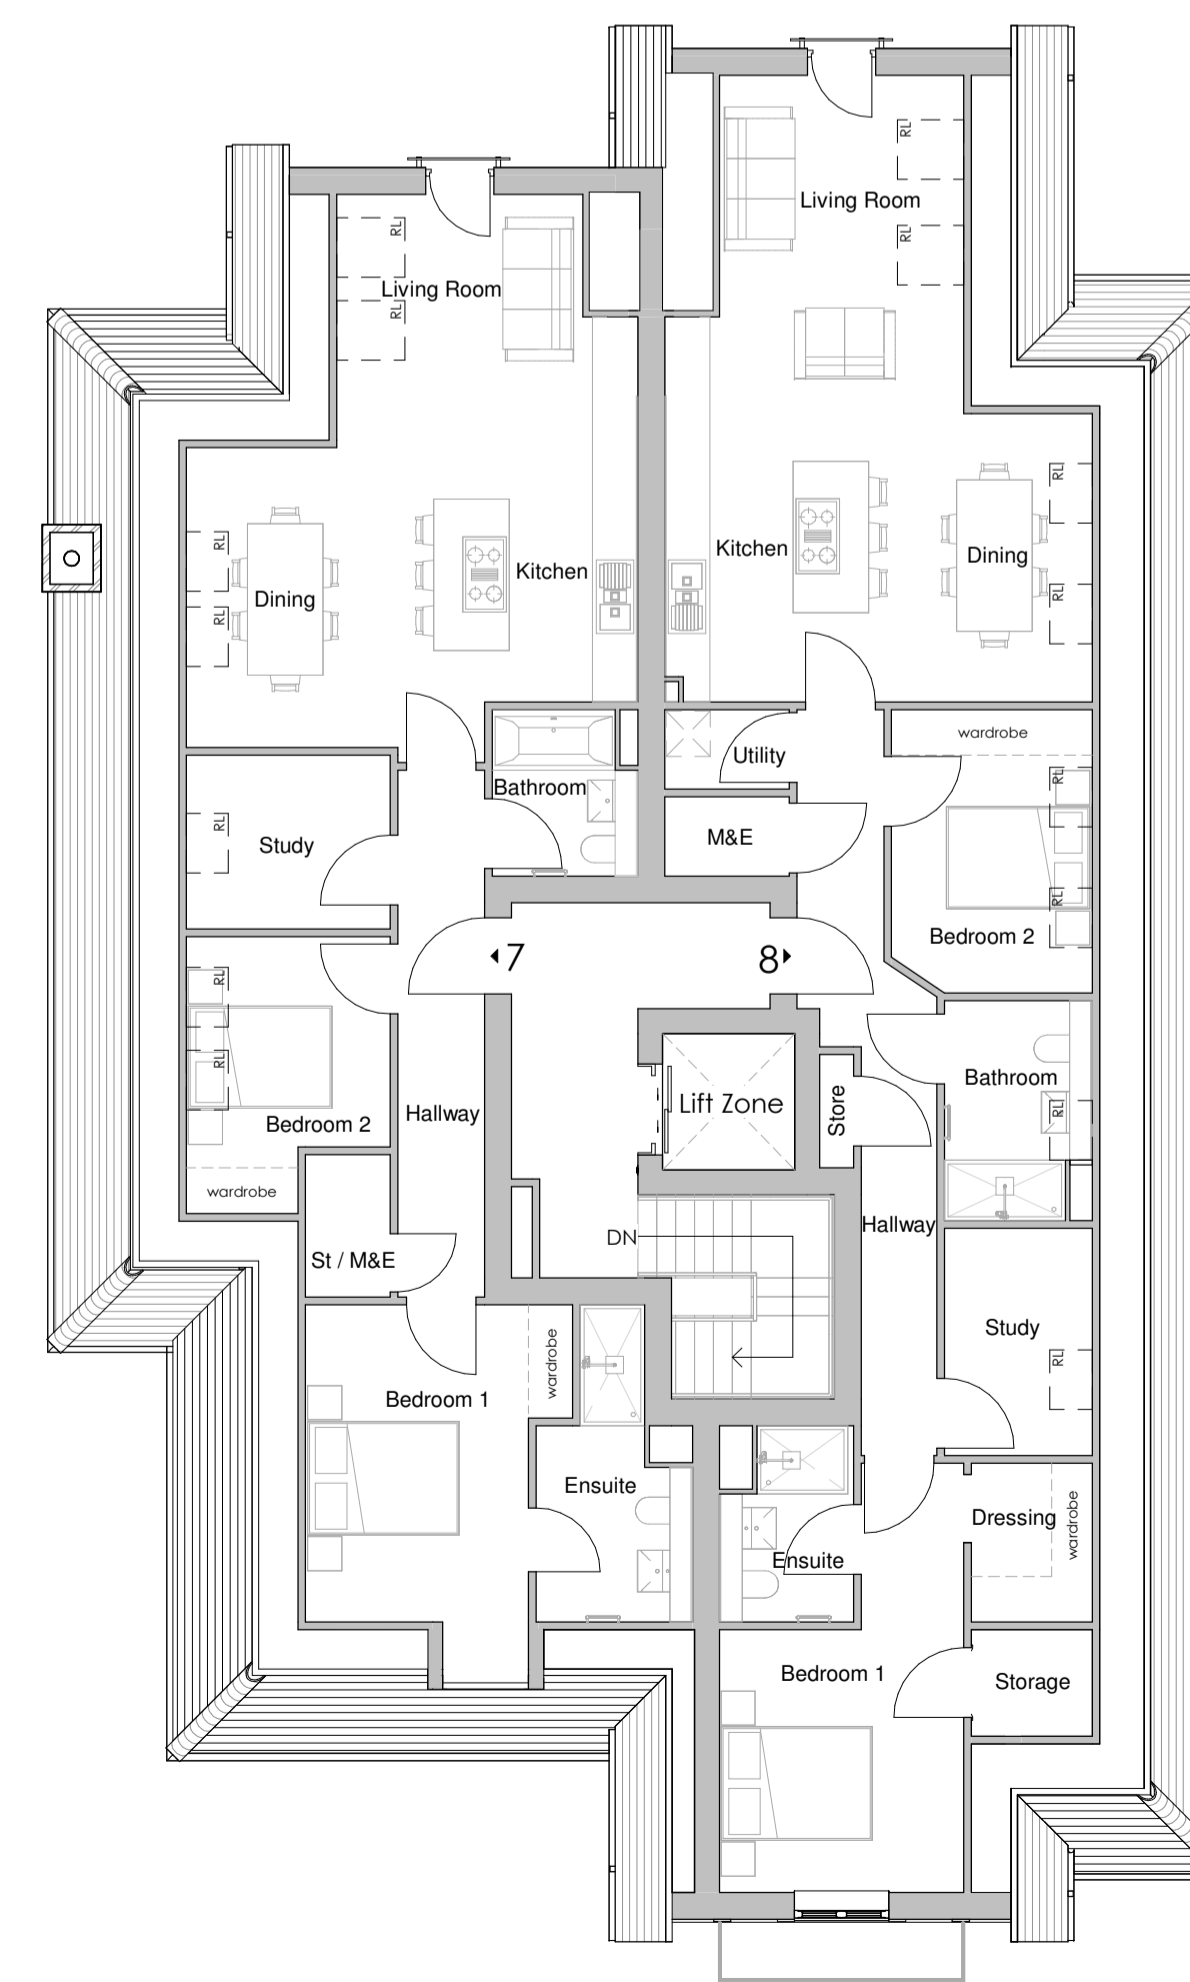 RL
RL
Living Room
RL
Living Room
RL
RL
RL
Kitchen
Dining
RL
Kitchen
Dining
RL
RL
wardrobe
Utility
RL
Bathroom
RL
Study
M&E
RL
Bedroom 2
7
8
RL
RL
Bedroom 2
Hallway
Lift Zone
Store
Bathroom
RL
wardrobe
Hallway
DN
St / M&E
Study
RL
wardrobe
Bedroom 1
Ensuite
Dressing
wardrobe
Ensuite
Bedroom 1
Storage